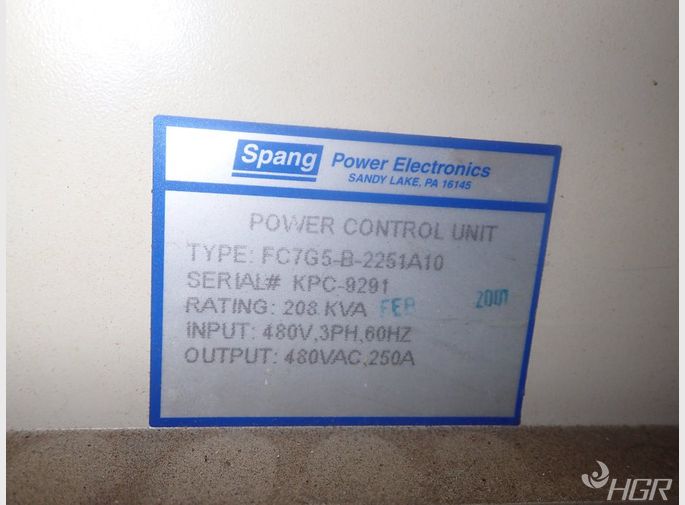 Spang Power Electronics
SANDY LAKE, PA 16145
POWER CONTROL UNIT
TYPE: FC7G5-B-2251A10
SERIAL# KPC-9291
RATING: 208 KVA FEB
INPUT: 480V,3PH,60HZ
OUTPUT: 480VAC,250A
HGR